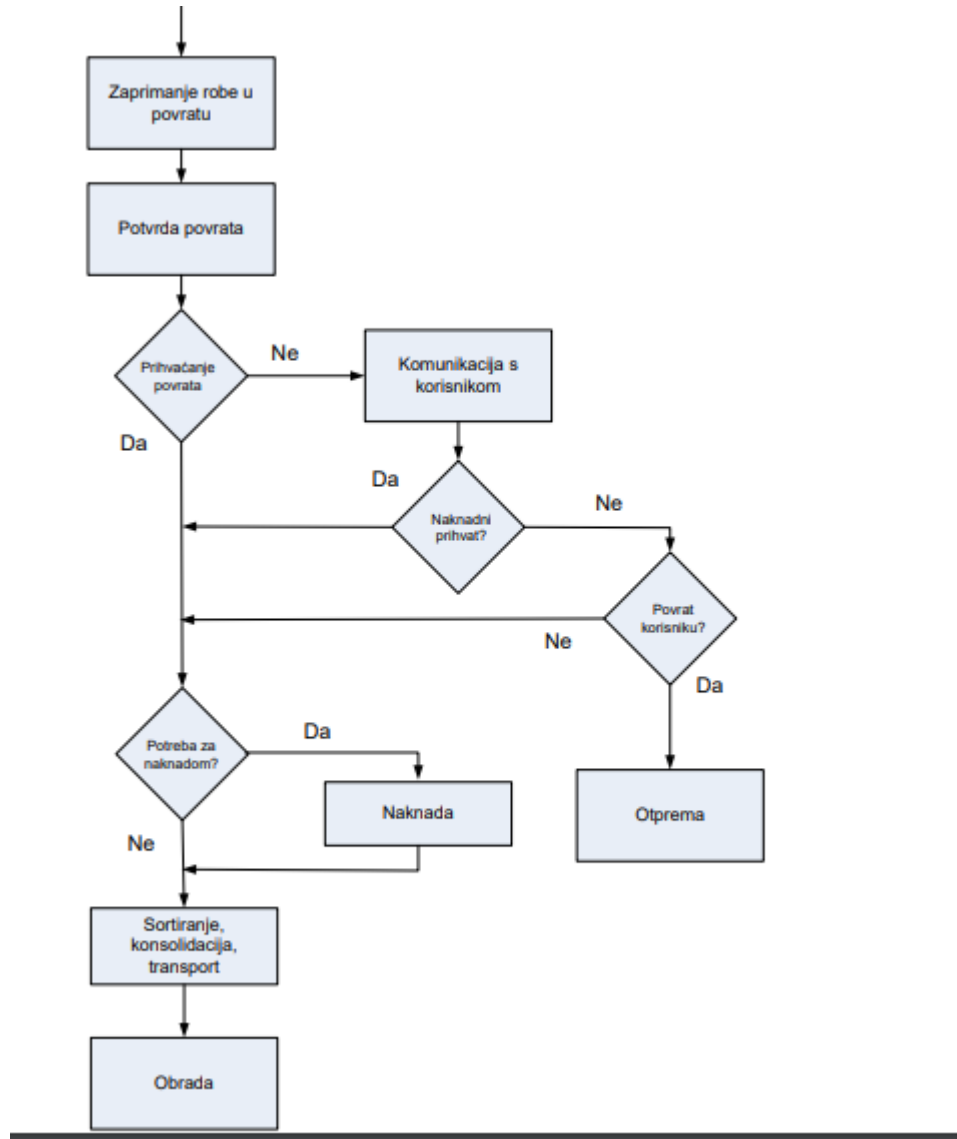 Zaprimanje robe u
povratu
Potvrda povrata
Prihvaćanje
povrata
Ne
Komunikacija s
korisnikom
Da
Da
Naknadni
prihvat?
Ne
Povrat
korisniku?
Ne
Da
Potreba za
naknadom?
Da
Naknada
Otprema
Ne
Sortiranje,
konsolidacija,
transport
Obrada